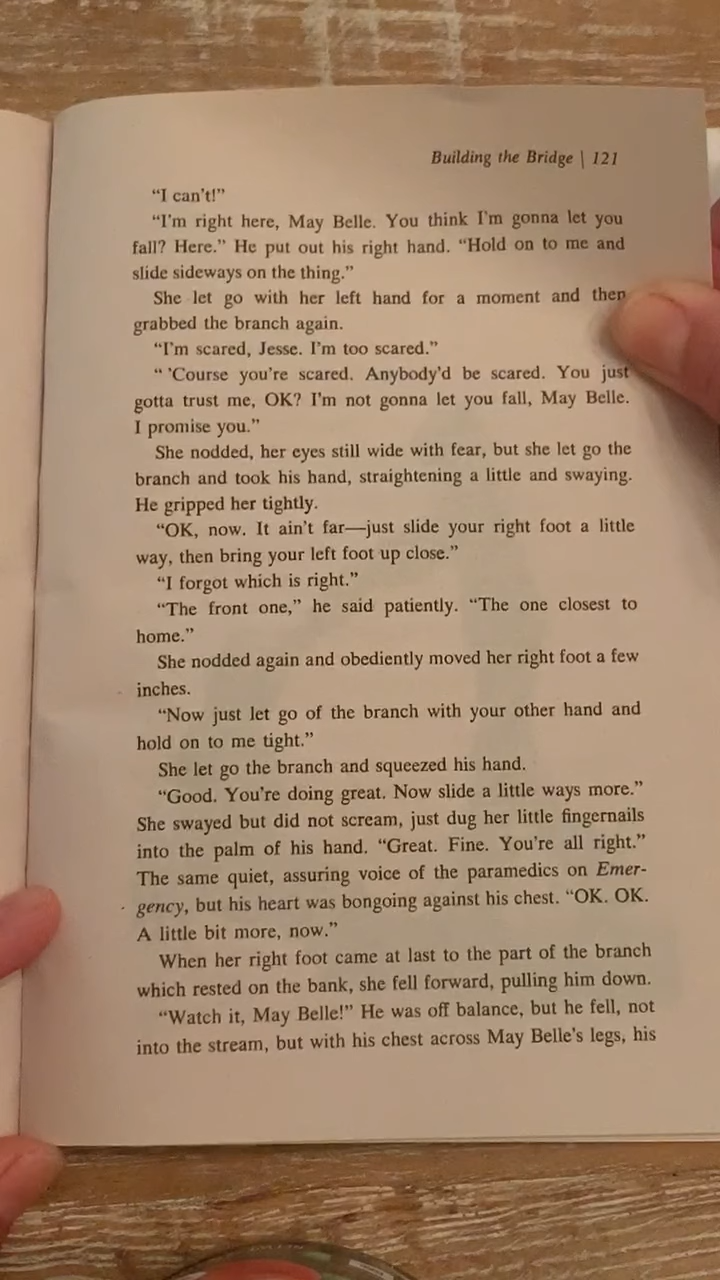 Building the Bridge | 121
“I can't!”
“I'm right here, May Belle. You think I'm gonna let you
fall? Here.” He put out his right hand. “Hold on to me and
slide sideways on the thing.”
She let go with her left hand for a moment and then
grabbed the branch again.
“I'm scared, Jesse. I'm too scared.”
“ 'Course you're scared. Anybody'd be scared. You just
gotta trust me, OK? I'm not gonna let you fall, May Belle.
I promise you.”
She nodded, her eyes still wide with fear, but she let go the
branch and took his hand, straightening a little and swaying.
He gripped her tightly.
“OK, now. It ain't far—just slide your right foot a little
way, then bring your left foot up close.”
“I forgot which is right.”
“The front one,” he said patiently. “The one closest to
home.”
She nodded again and obediently moved her right foot a few
inches.
“Now just let go of the branch with your other hand and
hold on to me tight.”
She let go the branch and squeezed his hand.
“Good. You're doing great. Now slide a little ways more.”
She swayed but did not scream, just dug her little fingernails
into the palm of his hand. “Great. Fine. You're all right.”
The same quiet, assuring voice of the paramedics on Emer-
gency, but his heart was bongoing against his chest. “OK. OK.
A little bit more, now.”
When her right foot came at last to the part of the branch
which rested on the bank, she fell forward, pulling him down.
“Watch it, May Belle!” He was off balance, but he fell, not
into the stream, but with his chest across May Belle's legs, his